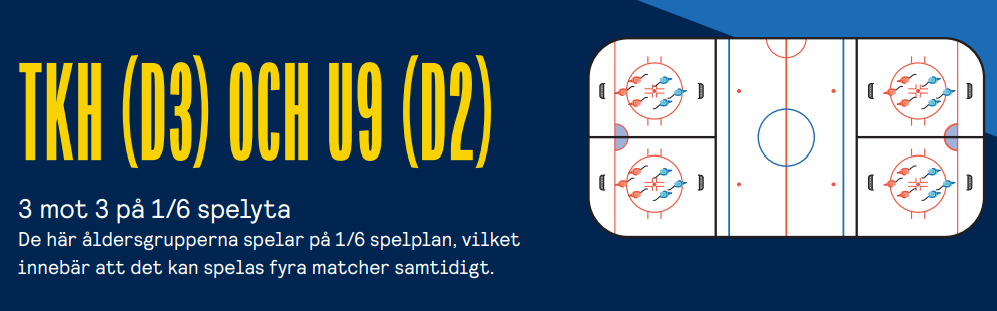 TKH (D3) OCH U9 (D2)
3 mot 3 på 1/6 spelyta
De här åldersgrupperna spelar på 1/6 spelplan, vilket
innebär att det kan spelas fyra matcher samtidigt.